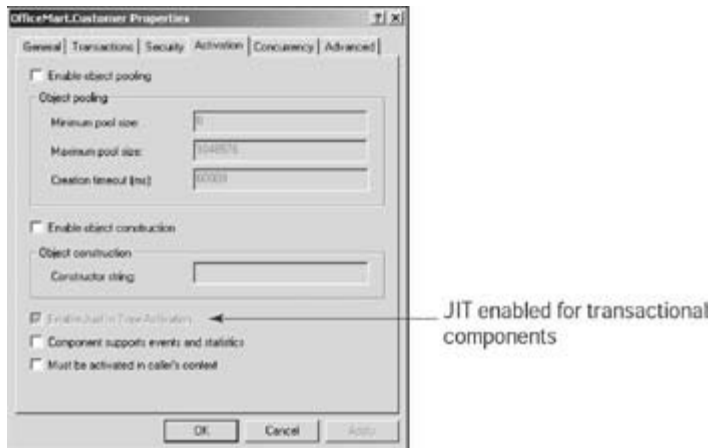 OfficeMart.Customer Properties
General Transactions Security Activation Concurrency Advanced
Enable object pooling
Object pooling
Minimum pool size:
0
Maximum pool size:
1048576
Creation timeout (ms):
60000
Enable object construction
Object construction
Constructor string:
Enable Just In Time Activation
JIT enabled for transactional
components
Component supports events and statistics
Must be activated in caller's context
OK Cancel Apply